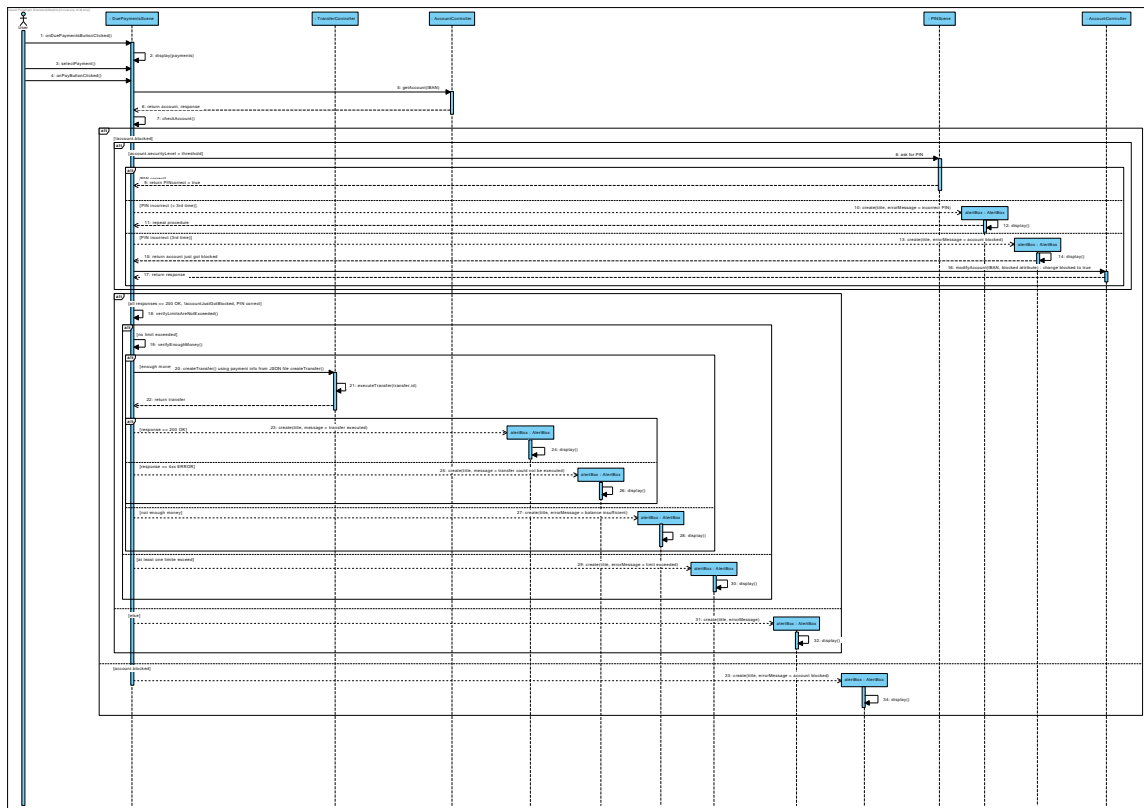 User
: DuePaymentsScene
: TransferController
: AccountController
: PINScene
: AccountController
1: onDuePaymentsButtonClicked()
2: display(payments)
3: selectPayment()
4: onPayButtonClicked()
5: getAccount(IBAN)
6: return account, response
7: checkAccount()
alt
[!account.blocked]
alt
[account.securityLevel = threshold]
8: ask for PIN
alt
9: return PINcorrect = true
[PIN incorrect (< 3rd time)]
10: create(title, errorMessage = incorrect PIN)
alertBox : AlertBox
11: repeat procedure
12: display()
[PIN incorrect (3rd time)]
13: create(title, errorMessage = account blocked)
alertBox : AlertBox
14: display()
15: return account just got blocked
16: modifyAccount(IBAN, blocked attribute) : change blocked to true
17: return response
alt
[all responses == 200 OK, !accountJustGotBlocked, PIN correct]
18: verifyLimitsAreNotExceeded()
alt
[no limit exceeded]
19: verifyEnoughMoney()
alt
[enough mone
20: createTransfer() using payment info from JSON file createTransfer()
21: executeTransfer(transfer.id)
22: return transfer
alt
[response == 200 OK]
23: create(title, message = transfer executed)
alertBox : AlertBox
24: display()
[response == 4xx ERROR]
25: create(title, message = transfer could not be executed)
alertBox : AlertBox
26: display()
[not enough money]
27: create(title, errorMessage = balance insufficient)
alertBox : AlertBox
28: display()
[at least one limite exceed]
29: create(title, errorMessage = limit exceeded)
alertBox : AlertBox
30: display()
[else]
31: create(title, errorMessage)
alertBox : AlertBox
32: display()
[account.blocked]
33: create(title, errorMessage = account blocked)
alertBox : AlertBox
34: display()